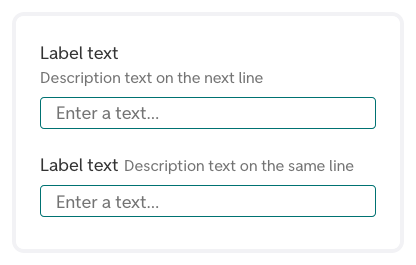 Label text
Description text on the next line
Enter a text...
Label text Description text on the same line
Enter a text...